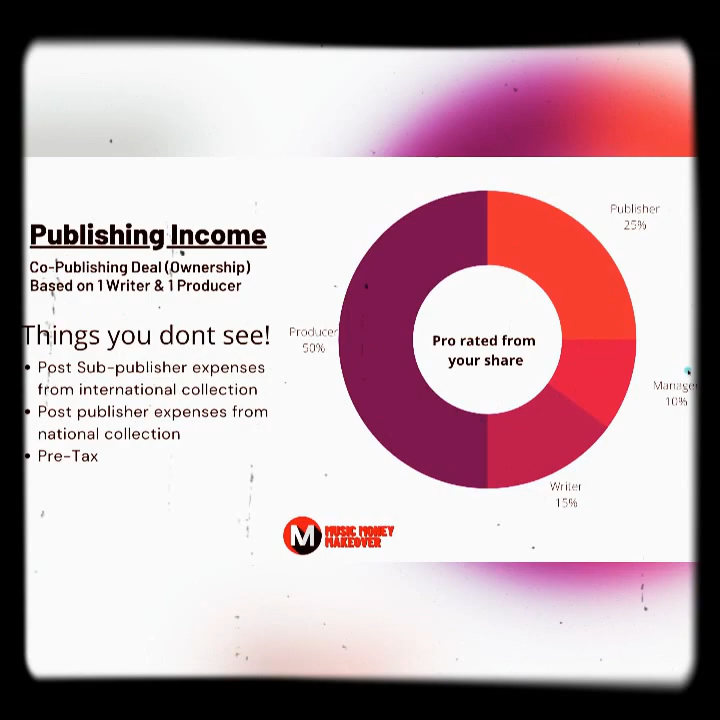 Publishing Income
Co-Publishing Deal (Ownership)
Based on 1 Writer & 1 Producer
Things you dont see!
• Post Sub-publisher expenses
from international collection
• Post publisher expenses from
national collection
• Pre-Tax
Publisher
25%
Producer
50%
Pro rated from
your share
Manager
10%
Writer
15%
M
MUSIC MONEY
MAKEOVER